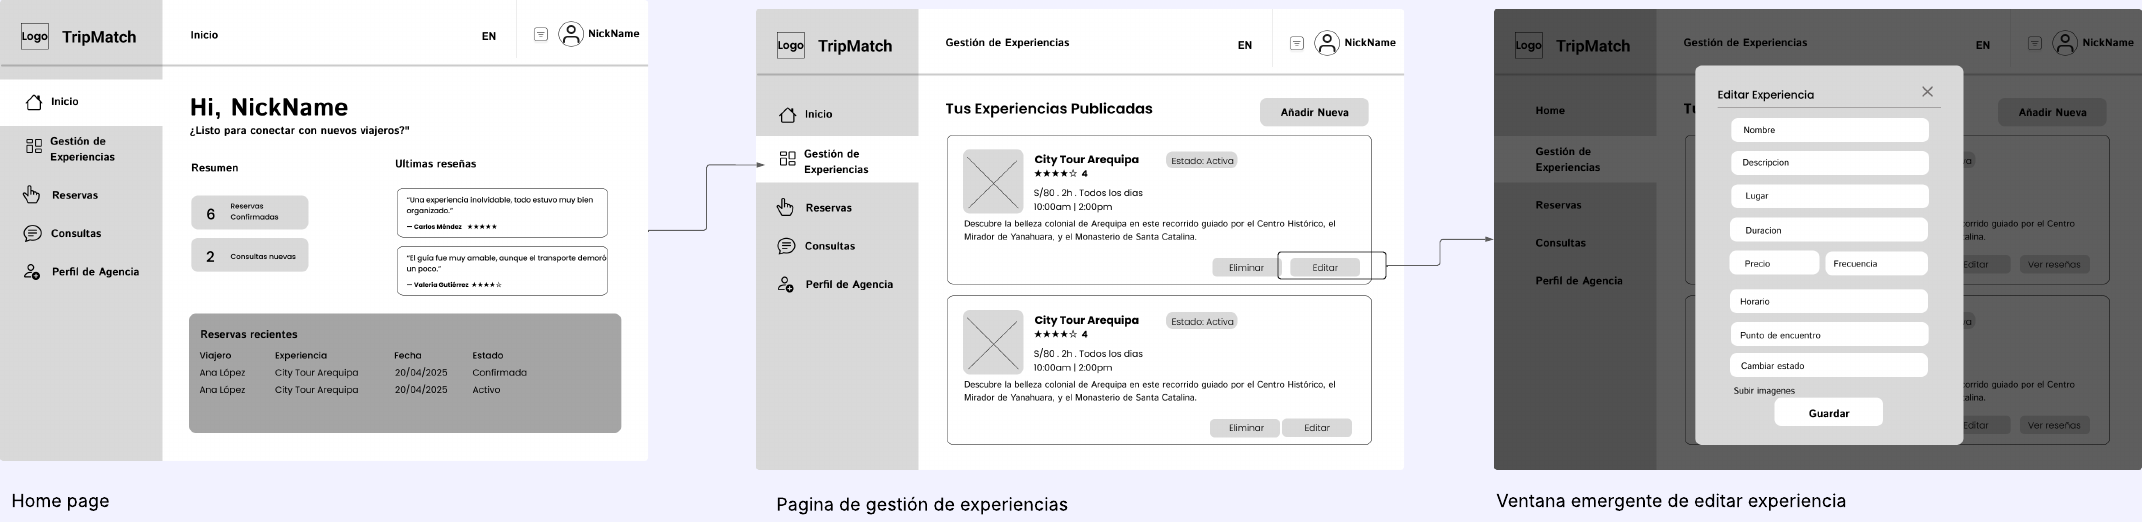 Logo TripMatch
Inicio
EN
NickName
Inicio
Gestión de
Experiencias
Reservas
Consultas
Perfil de Agencia
Hi, NickName
¿Listo para conectar con nuevos viajeros?"
Resumen
6 Reservas
Confirmadas
2 Consultas nuevas
Ultimas reseñas
"Una experiencia inolvidable, todo estuvo muy bien
organizado."
— Carlos Méndez ★★★★★
"El guía fue muy amable, aunque el transporte demoró
un poco."
— Valeria Gutiérrez ★★★★☆
Reservas recientes
Viajero Experiencia Fecha Estado
Ana López City Tour Arequipa 20/04/2025 Confirmada
Ana López City Tour Arequipa 20/04/2025 Activo
Home page
Logo TripMatch
Gestión de Experiencias
EN
NickName
Inicio
Gestión de
Experiencias
Reservas
Consultas
Perfil de Agencia
Tus Experiencias Publicadas
Añadir Nueva
City Tour Arequipa Estado: Activa
★★★★☆ 4
S/80 . 2h . Todos los dias
10:00am | 2:00pm
Descubre la belleza colonial de Arequipa en este recorrido guiado por el Centro Histórico, el
Mirador de Yanahuara, y el Monasterio de Santa Catalina.
Eliminar Editar
City Tour Arequipa Estado: Activa
★★★★☆ 4
S/80 . 2h . Todos los dias
10:00am | 2:00pm
Descubre la belleza colonial de Arequipa en este recorrido guiado por el Centro Histórico, el
Mirador de Yanahuara, y el Monasterio de Santa Catalina.
Eliminar Editar
Pagina de gestión de experiencias
Logo TripMatch
Gestión de Experiencias
EN
NickName
Home
Gestión de
Experiencias
Reservas
Consultas
Perfil de Agencia
Añadir Nueva
Editar Experiencia
Nombre
Descripcion
Lugar
Duracion
Precio Frecuencia
Horario
Punto de encuentro
Cambiar estado
Subir imagenes
Guardar
corrido guiado por el Centro
alina.
Editar Ver reseñas
corrido guiado por el Centro
alina.
Editar Ver reseñas
Ventana emergente de editar experiencia